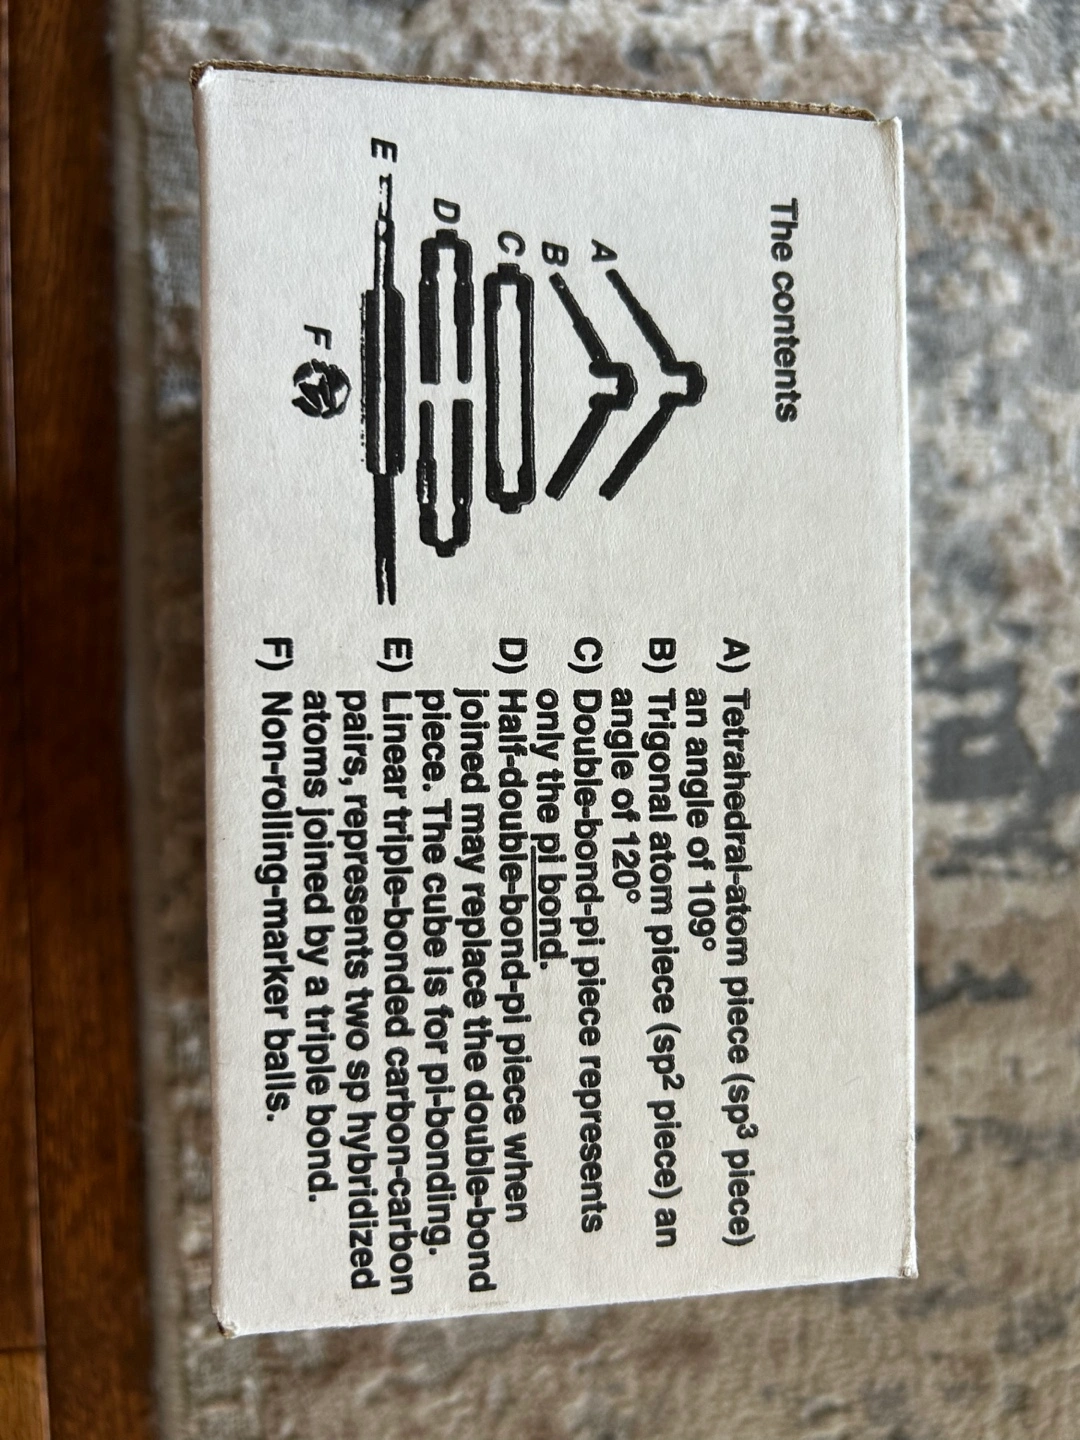 The contents
A
B
C
D
E
F
A) Tetrahedral-atom piece (sp³ piece)
an angle of 109°
B) Trigonal atom piece (sp² piece) an
angle of 120°
C) Double-bond-pi piece represents
only the pi bond.
D) Half-double-bond-pi piece when
joined may replace the double-bond
piece. The cube is for pi-bonding.
E) Linear triple-bonded carbon-carbon
pairs, represents two sp hybridized
atoms joined by a triple bond.
F) Non-rolling-marker balls.